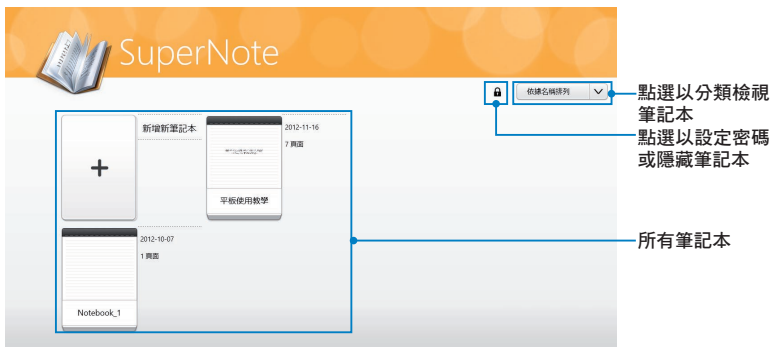 SuperNote
依據名稱排列
點選以分類檢視
筆記本
點選以設定密碼
或隱藏筆記本
新增新筆記本
2012-11-16
7 頁面
平板使用教學
2012-10-07
1 頁面
Notebook_1
所有筆記本